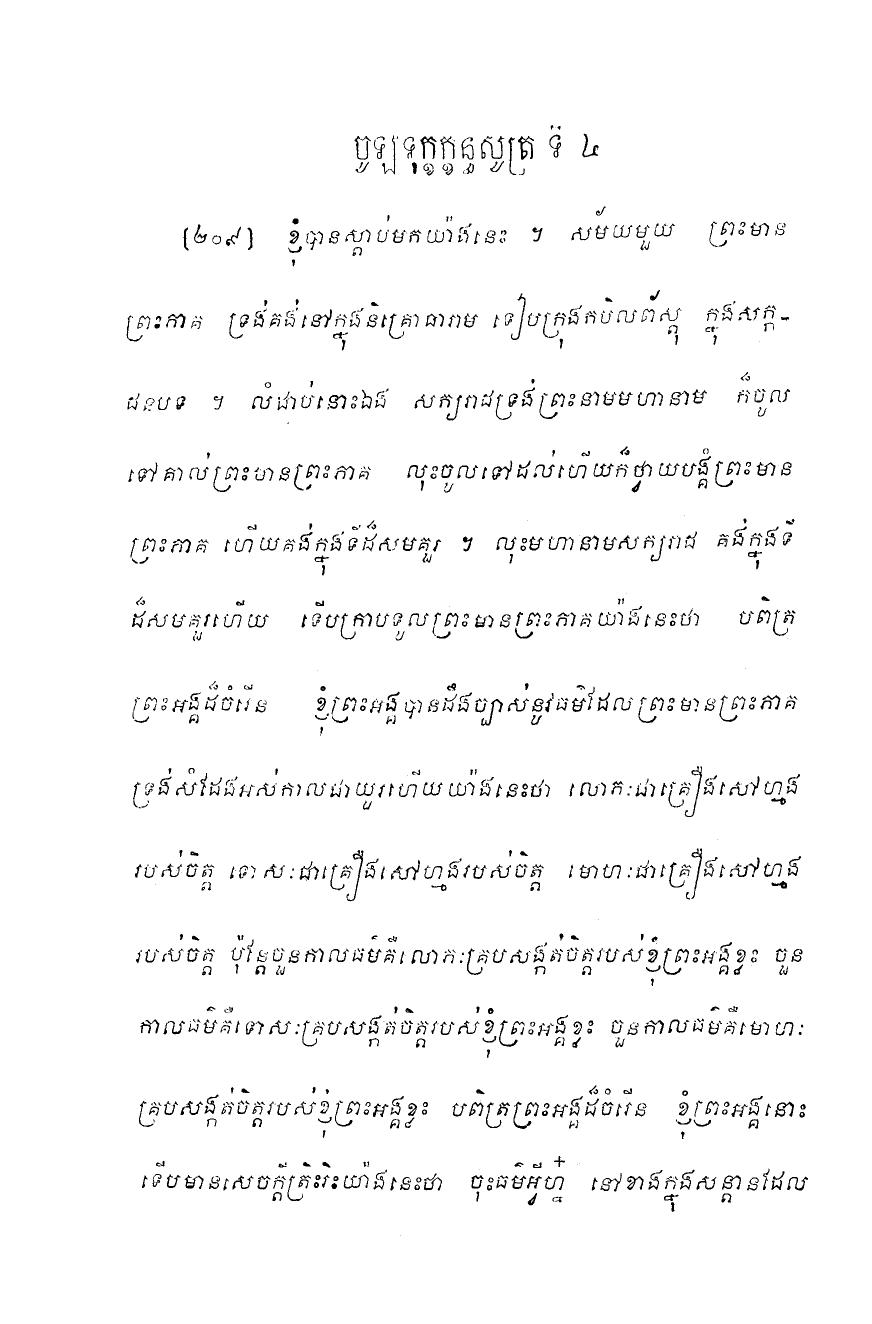 ចូឡទុក្ខក្ខន្ធសូត្រ ទី ៤
[២០៩] ខ្ញុំបានស្តាប់មកយ៉ាងនេះ ។ សម័យមួយ ព្រះមាន
ព្រះភាគ ទ្រង់គង់នៅក្នុងនិគ្រោធារាម ទៀបក្រុងកបិលព័ស្តុ ក្នុងសក្ក-
ជនបទ ។ លំដាប់នោះឯង សក្យរាជទ្រង់ព្រះនាមមហានាម ក៏ចូល
ទៅគាល់ព្រះមានព្រះភាគ លុះចូលទៅដល់ហើយក៏ថ្វាយបង្គំព្រះមាន
ព្រះភាគ ហើយគង់ក្នុងទីដ៏សមគួរ ។ លុះមហានាមសក្យរាជ គង់ក្នុងទី
ដ៏សមគួរហើយ ទើបក្រាបទូលព្រះមានព្រះភាគយ៉ាងនេះថា បពិត្រ
ព្រះអង្គដ៏ចំរើន ខ្ញុំព្រះអង្គបានដឹងច្បាស់នូវធម៌ដែលព្រះមានព្រះភាគ
ទ្រង់សំដែងអស់កាលជាយូរហើយយ៉ាងនេះថា លោភៈជាគ្រឿងសៅហ្មង
របស់ចិត្ត ទោសៈជាគ្រឿងសៅហ្មងរបស់ចិត្ត មោហៈជាគ្រឿងសៅហ្មង
របស់ចិត្ត ប៉ុន្តែចួនកាលធម៌គឺលោភៈគ្របសង្កត់ចិត្តរបស់ខ្ញុំព្រះអង្គខ្លះ ចួន
កាលធម៌គឺទោសៈគ្របសង្កត់ចិត្តរបស់ខ្ញុំព្រះអង្គខ្លះ ចួនកាលធម៌គឺមោហៈ
គ្របសង្កត់ចិត្តរបស់ខ្ញុំព្រះអង្គខ្លះ បពិត្រព្រះអង្គដ៏ចំរើន ខ្ញុំព្រះអង្គនោះ
ទើបមានសេចក្តីត្រិះរិះយ៉ាងនេះថា ចុះធម៌អ្វីហ្ន៎ នៅខាងក្នុងសន្តានដែល